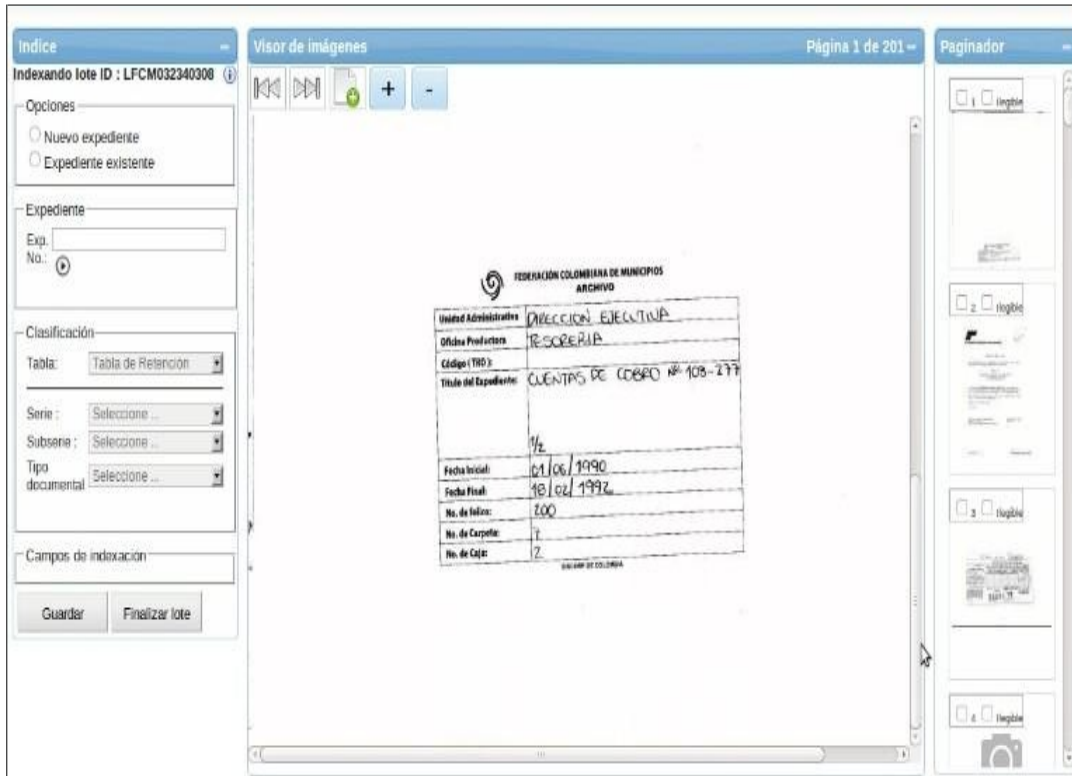 Indice
Indexando lote ID : LFCM032340308
Opciones
Nuevo expediente
Expediente existente
Expediente
Exp.
No.:
Clasificación
Tabla: Tabla de Retención
Serie : Seleccione ...
Subserie : Seleccione ...
Tipo
documental Seleccione ...
Campos de indexación
Guardar Finalizar lote
Visor de imágenes Página 1 de 201
+ -
FEDERACIÓN COLOMBIANA DE MUNICIPIOS
ARCHIVO
Unidad Administrativa DIRECCION EJECUTIVA
Oficina Productora TESORERIA
Código ( TRD ):
Título del Expediente: CUENTAS DE COBRO Nº 103-277
1/2
Fecha Inicial: 01/06/1990
Fecha Final: 18/02/1992
No. de folios: 200
No. de Carpeta: 1
No. de Caja: 2
Paginador
1 Ilegible
2 Ilegible
3 Ilegible
4 Ilegible